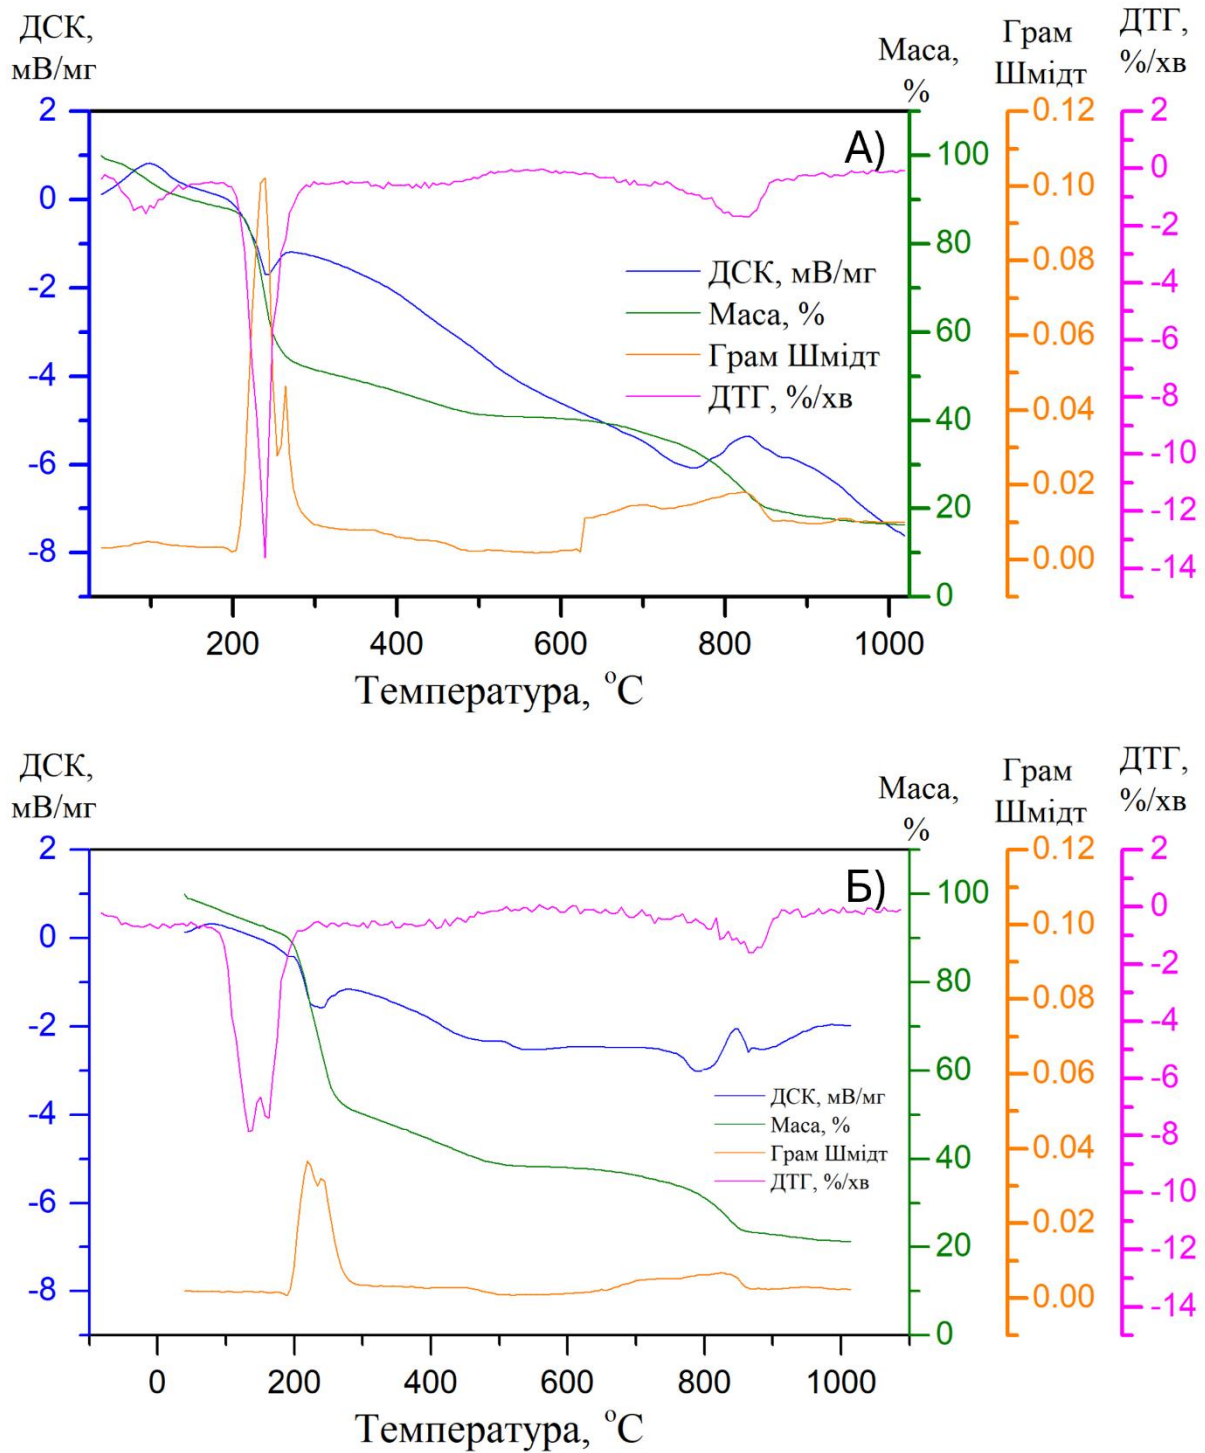 ДСК,
мВ/мг
Маса,
%
Грам
Шмідт
ДТГ,
%/хв
2
0
-2
-4
-6
-8
100
80
60
40
20
0
0.12
0.10
0.08
0.06
0.04
0.02
0.00
2
0
-2
-4
-6
-8
-10
-12
-14
А)
ДСК, мВ/мг
Маса, %
Грам Шмідт
ДТГ, %/хв
200
400
600
800
1000
Температура, °C
ДСК,
мВ/мг
Маса,
%
Грам
Шмідт
ДТГ,
%/хв
2
0
-2
-4
-6
-8
100
80
60
40
20
0
0.12
0.10
0.08
0.06
0.04
0.02
0.00
2
0
-2
-4
-6
-8
-10
-12
-14
Б)
ДСК, мВ/мг
Маса, %
Грам Шмідт
ДТГ, %/хв
0
200
400
600
800
1000
Температура, °C